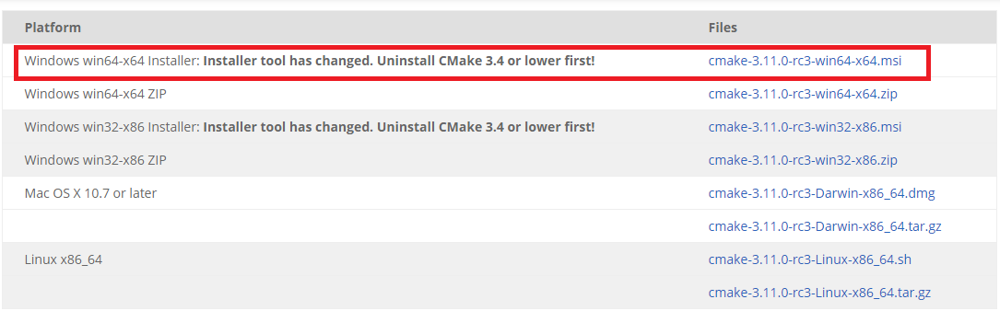 Platform Files
Windows win64-x64 Installer: Installer tool has changed. Uninstall CMake 3.4 or lower first! cmake-3.11.0-rc3-win64-x64.msi
Windows win64-x64 ZIP cmake-3.11.0-rc3-win64-x64.zip
Windows win32-x86 Installer: Installer tool has changed. Uninstall CMake 3.4 or lower first! cmake-3.11.0-rc3-win32-x86.msi
Windows win32-x86 ZIP cmake-3.11.0-rc3-win32-x86.zip
Mac OS X 10.7 or later cmake-3.11.0-rc3-Darwin-x86_64.dmg
cmake-3.11.0-rc3-Darwin-x86_64.tar.gz
Linux x86_64 cmake-3.11.0-rc3-Linux-x86_64.sh
cmake-3.11.0-rc3-Linux-x86_64.tar.gz